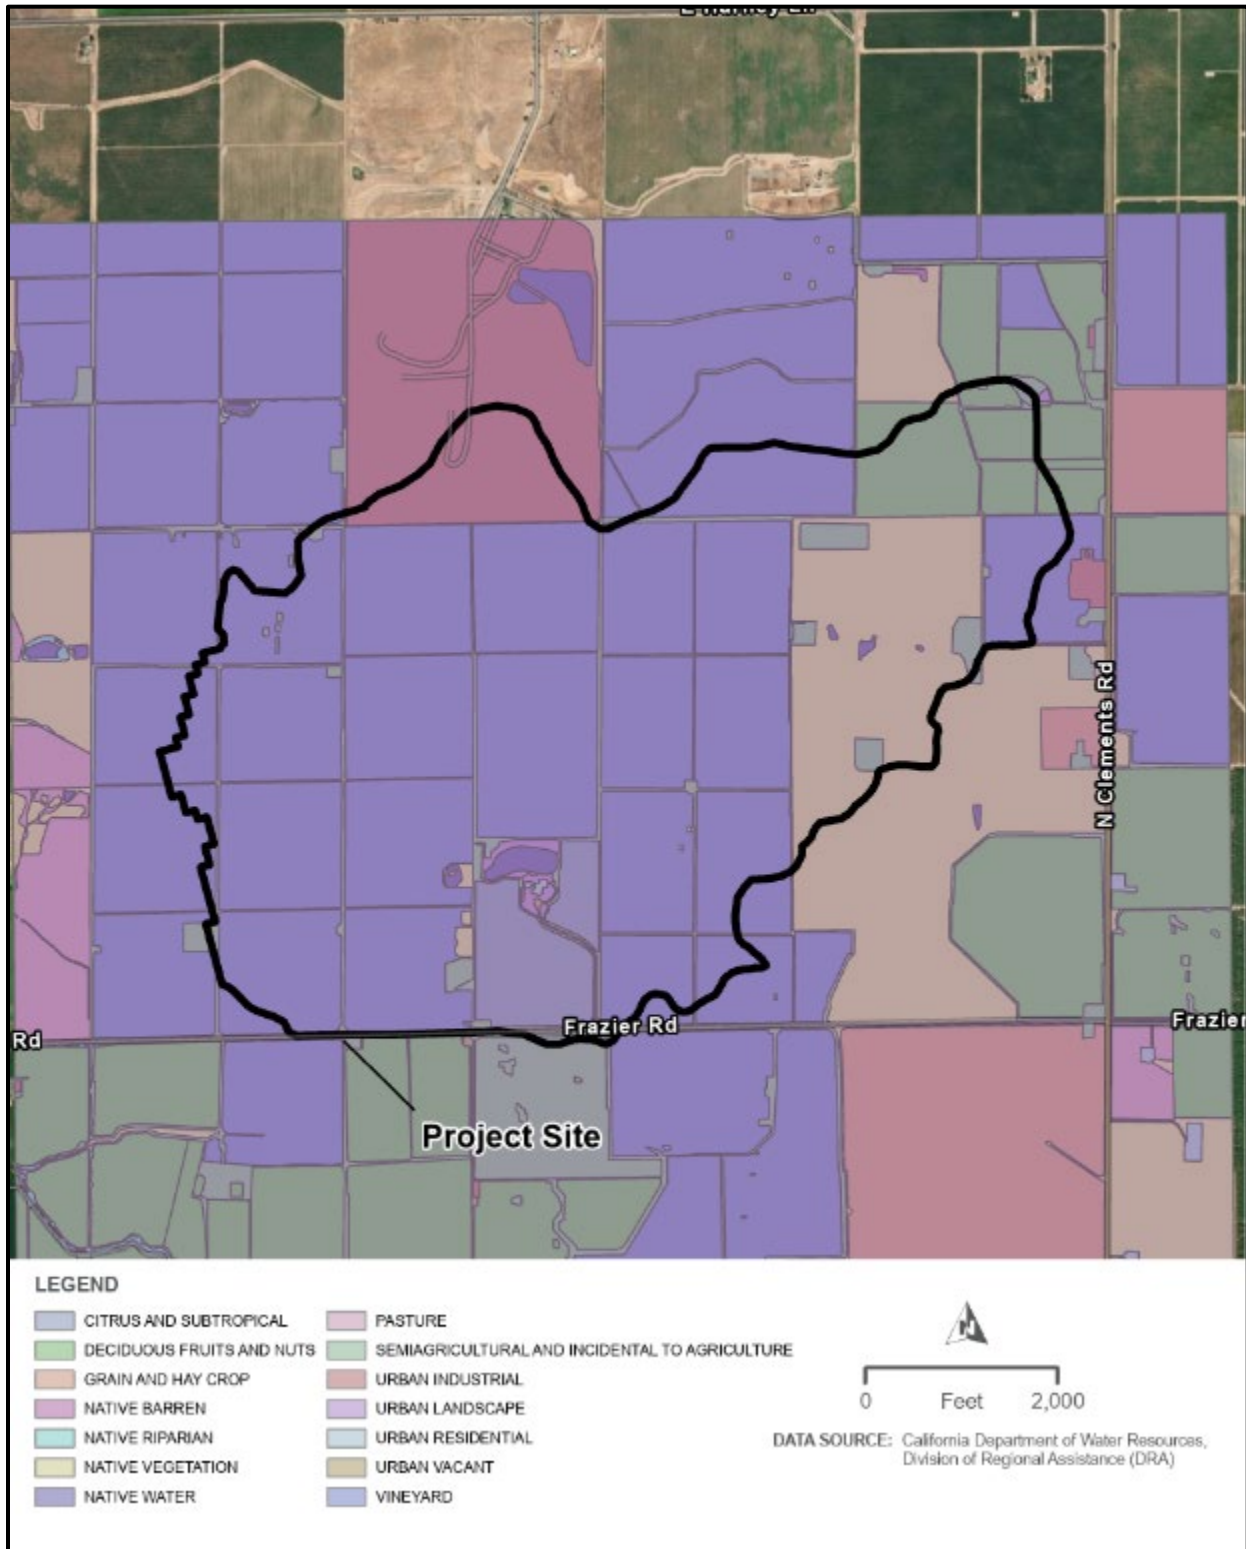 E Harney Ln
N Clements Rd
Rd
Frazier Rd
Frazier
Project Site
LEGEND
CITRUS AND SUBTROPICAL
DECIDUOUS FRUITS AND NUTS
GRAIN AND HAY CROP
NATIVE BARREN
NATIVE RIPARIAN
NATIVE VEGETATION
NATIVE WATER
PASTURE
SEMIAGRICULTURAL AND INCIDENTAL TO AGRICULTURE
URBAN INDUSTRIAL
URBAN LANDSCAPE
URBAN RESIDENTIAL
URBAN VACANT
VINEYARD
N
0 Feet 2,000
DATA SOURCE: California Department of Water Resources,
Division of Regional Assistance (DRA)